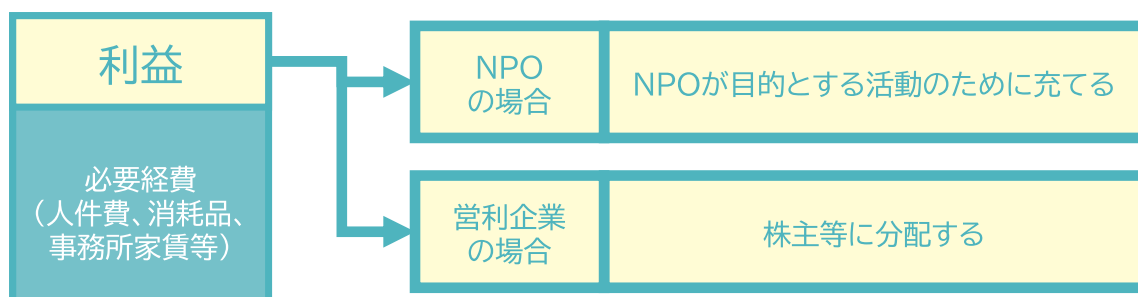 利益
必要経費
（人件費、消耗品、
事務所家賃等）
NPO
の場合
NPOが目的とする活動のために充てる
営利企業
の場合
株主等に分配する